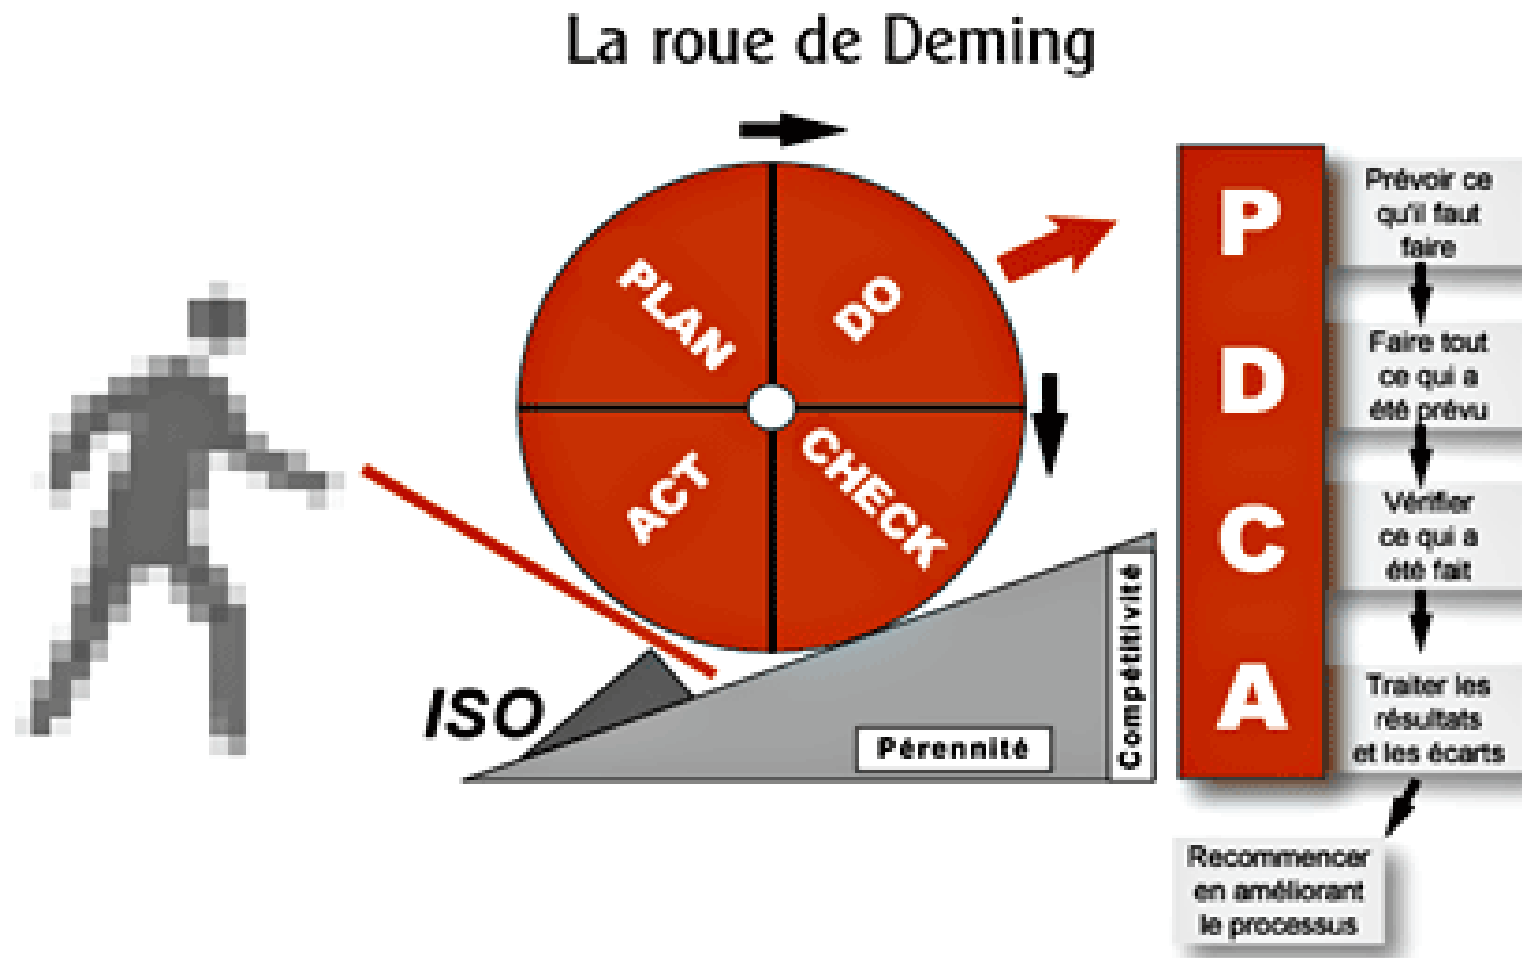 La roue de Deming
PLAN
DO
CHECK
ACT
ISO
Pérennité
Compétitivité
P
Prévoir ce
qu'il faut
faire
D
Faire tout
ce qui a
été prévu
C
Vérifier
ce qui a
été fait
A
Traiter les
résultats
et les écarts
Recommencer
en améliorant
le processus